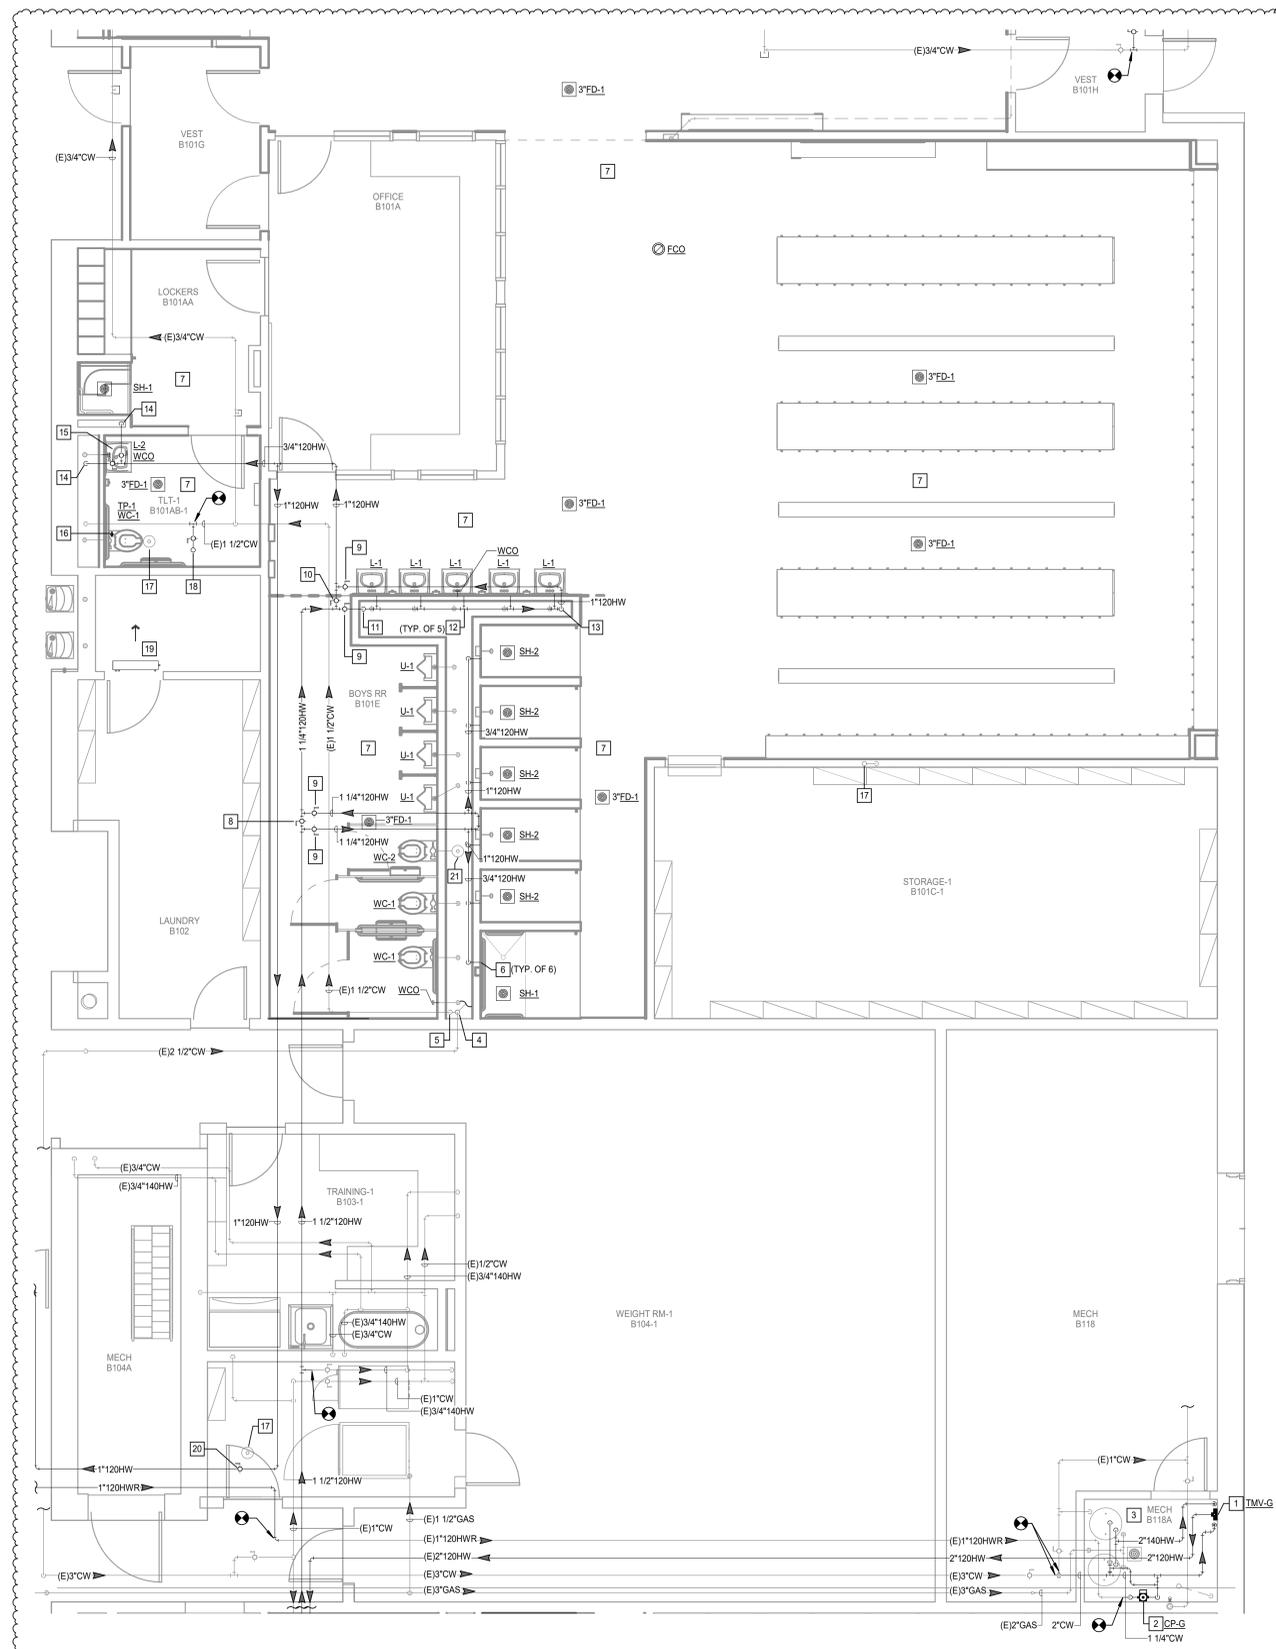 (E)3/4"CW
VEST
B101H
3"FD-1
VEST
B101G
(E)3/4"CW
7
OFFICE
B101A
FCO
LOCKERS
B101AA
(E)3/4"CW
7
SH-1
3"FD-1
14
15
L-2
WCO
3/4"120HW
14
3"FD-1
7
7
TLT-1
B101AB-1
TP-1
WC-1
1"120HW
1"120HW
3"FD-1
7
16
(E)1 1/2"CW
17
18
9
WCO
3"FD-1
L-1
L-1
L-1
L-1
L-1
10
1"120HW
11
(TYP. OF 5)
12
13
19
9
SH-2
U-1
BOYS RR
B101E
1 1/4"120HW
(E)1 1/2"CW
U-1
SH-2
3/4"120HW
7
7
U-1
SH-2
1"120HW
17
U-1
3"FD-1
9
1 1/4"120HW
8
3"FD-1
SH-2
9
1 1/4"120HW
WC-2
1"120HW
21
3/4"120HW
STORAGE-1
B101C-1
WC-1
SH-2
LAUNDRY
B102
WC-1
6
(TYP. OF 6)
(E)1 1/2"CW
WCO
SH-1
5
4
(E)2 1/2"CW
(E)3/4"CW
(E)3/4"140HW
TRAINING-1
B103-1
1"120HW
1 1/2"120HW
(E)1/2"CW
(E)3/4"140HW
WEIGHT RM-1
B104-1
MECH
B118
(E)3/4"140HW
(E)3/4"CW
MECH
B104A
(E)1"CW
(E)3/4"140HW
17
20
1"120HW
1"120HWR
1 1/2"120HW
(E)1"CW
3
MECH
B118A
1
TMV-G
(E)1"CW
(E)1 1/2"GAS
(E)1"120HWR
(E)1"120HWR
2"140HW
(E)2"120HW
2"120HW
2"120HW
(E)3"CW
(E)3"CW
(E)3"CW
(E)3"GAS
(E)3"GAS
(E)2"GAS
2"CW
2
CP-G
1 1/4"CW